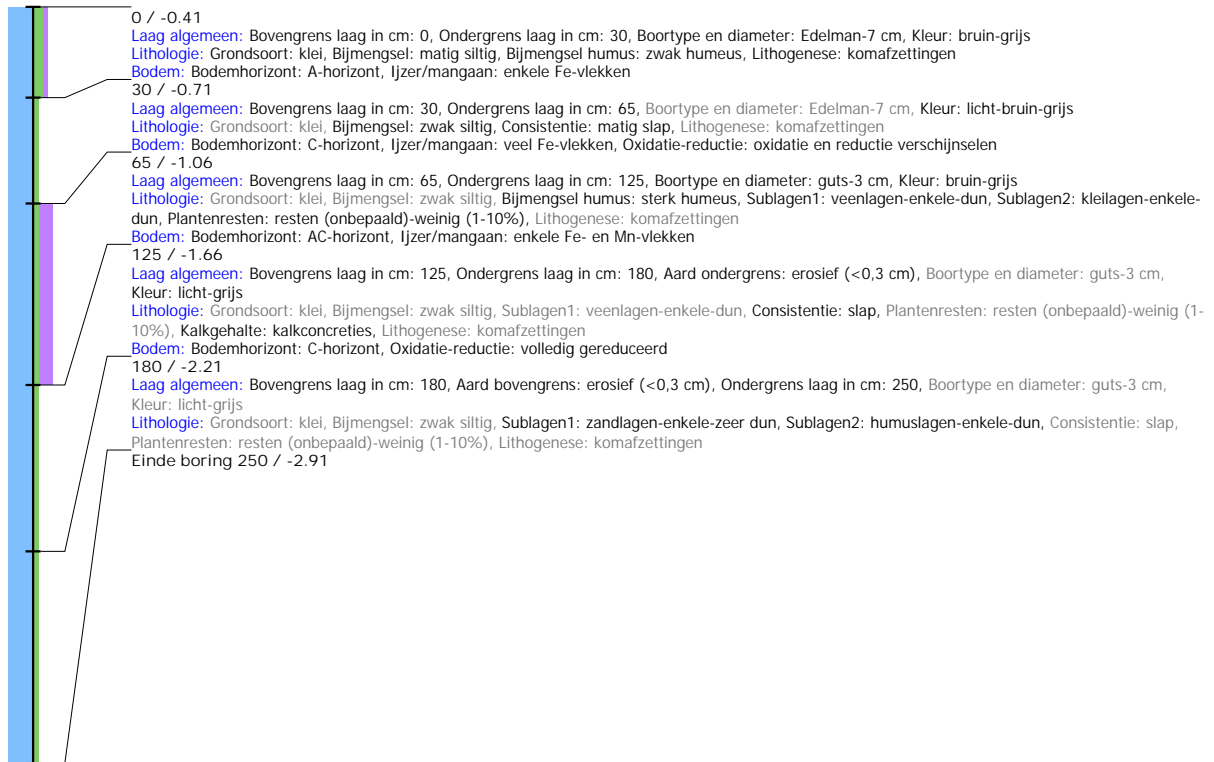 0 / -0.41
Laag algemeen: Bovengrens laag in cm: 0, Ondergrens laag in cm: 30, Boortype en diameter: Edelman-7 cm, Kleur: bruin-grijs
Lithologie: Grondsoort: klei, Bijmengsel: matig siltig, Bijmengsel humus: zwak humeus, Lithogenese: komafzettingen
Bodem: Bodemhorizont: A-horizont, Ijzer/mangaan: enkele Fe-vlekken
30 / -0.71
Laag algemeen: Bovengrens laag in cm: 30, Ondergrens laag in cm: 65, Boortype en diameter: Edelman-7 cm, Kleur: licht-bruin-grijs
Lithologie: Grondsoort: klei, Bijmengsel: zwak siltig, Consistentie: matig slap, Lithogenese: komafzettingen
Bodem: Bodemhorizont: C-horizont, Ijzer/mangaan: veel Fe-vlekken, Oxidatie-reductie: oxidatie en reductie verschijnselen
65 / -1.06
Laag algemeen: Bovengrens laag in cm: 65, Ondergrens laag in cm: 125, Boortype en diameter: guts-3 cm, Kleur: bruin-grijs
Lithologie: Grondsoort: klei, Bijmengsel: zwak siltig, Bijmengsel humus: sterk humeus, Sublagen1: veenlagen-enkele-dun, Sublagen2: kleilagen-enkele-
dun, Plantenresten: resten (onbepaald)-weinig (1-10%), Lithogenese: komafzettingen
Bodem: Bodemhorizont: AC-horizont, Ijzer/mangaan: enkele Fe- en Mn-vlekken
125 / -1.66
Laag algemeen: Bovengrens laag in cm: 125, Ondergrens laag in cm: 180, Aard ondergrens: erosief (<0,3 cm), Boortype en diameter: guts-3 cm,
Kleur: licht-grijs
Lithologie: Grondsoort: klei, Bijmengsel: zwak siltig, Sublagen1: veenlagen-enkele-dun, Consistentie: slap, Plantenresten: resten (onbepaald)-weinig (1-
10%), Kalkgehalte: kalkconcreties, Lithogenese: komafzettingen
Bodem: Bodemhorizont: C-horizont, Oxidatie-reductie: volledig gereduceerd
180 / -2.21
Laag algemeen: Bovengrens laag in cm: 180, Aard bovengrens: erosief (<0,3 cm), Ondergrens laag in cm: 250, Boortype en diameter: guts-3 cm,
Kleur: licht-grijs
Lithologie: Grondsoort: klei, Bijmengsel: zwak siltig, Sublagen1: zandlagen-enkele-zeer dun, Sublagen2: humuslagen-enkele-dun, Consistentie: slap,
Plantenresten: resten (onbepaald)-weinig (1-10%), Lithogenese: komafzettingen
Einde boring 250 / -2.91